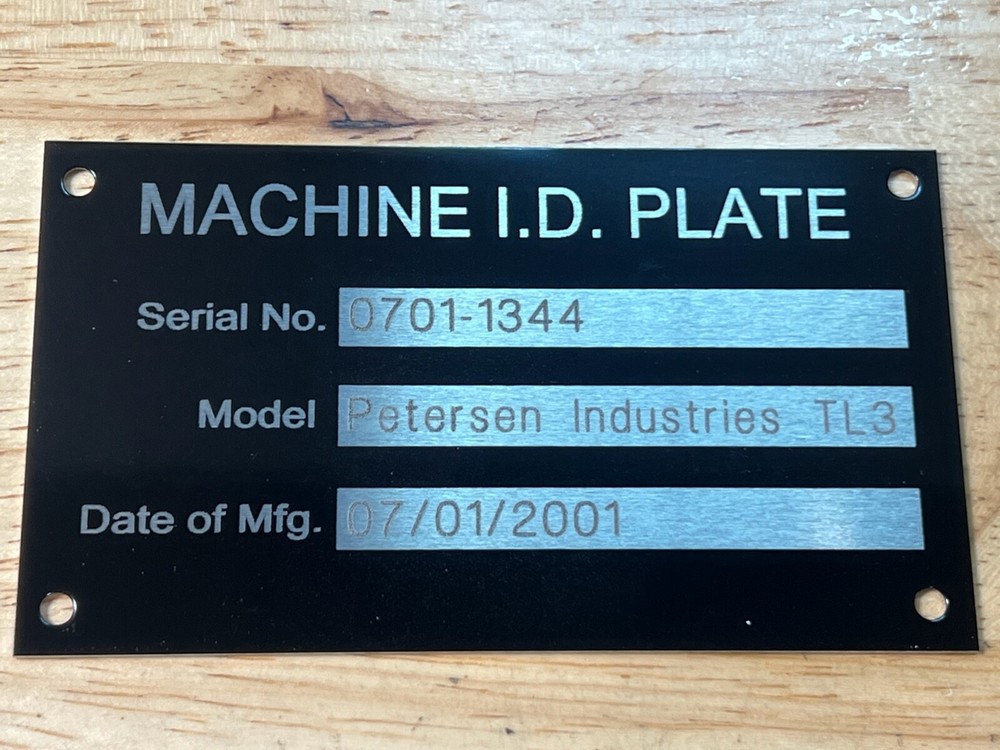 MACHINE I.D. PLATE
Serial No. 0701-1344
Model Petersen Industries TL3
Date of Mfg. 07/01/2001